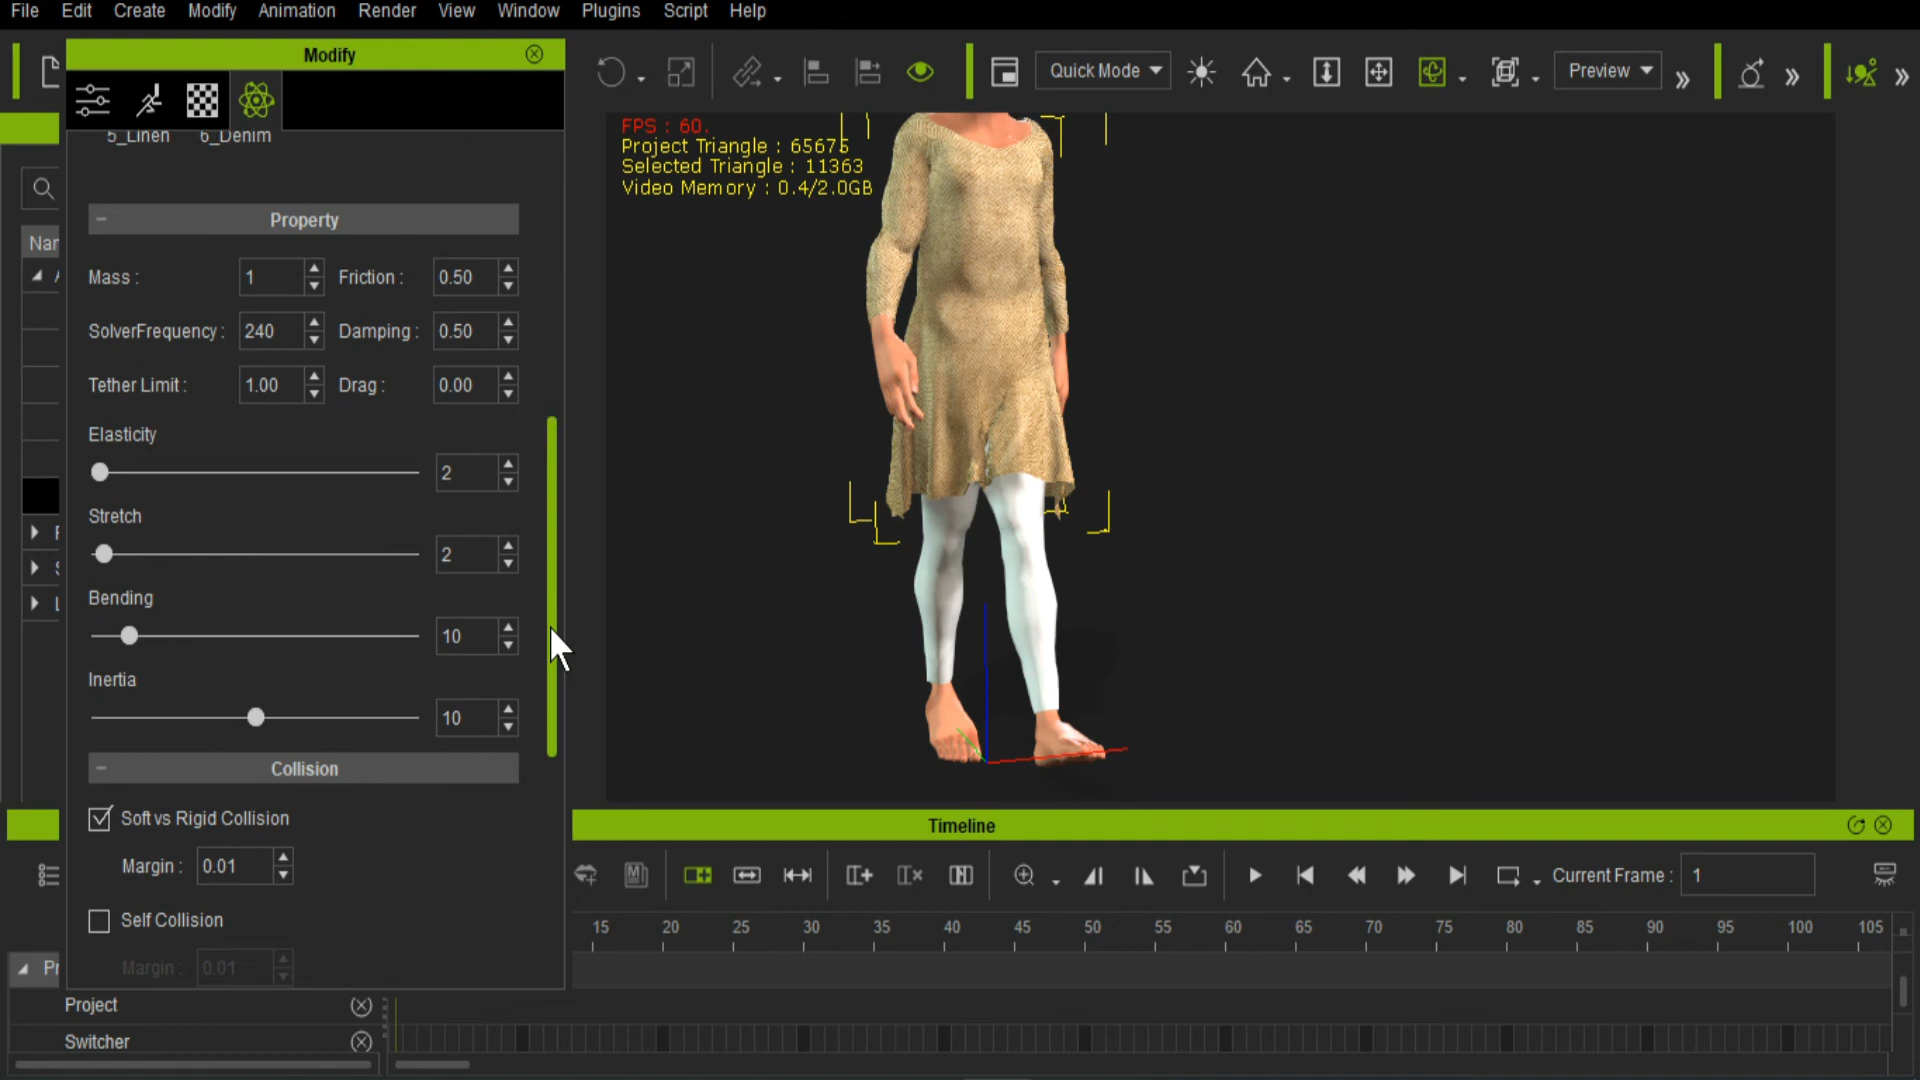 File Edit Create Modify Animation Render View Window Plugins Script Help
Modify
Quick Mode
Preview
5_Linen 6_Denim
FPS : 60.
Project Triangle : 65675
Selected Triangle : 11363
Video Memory : 0.4/2.0GB
Property
Mass : 1 Friction : 0.50
SolverFrequency : 240 Damping : 0.50
Tether Limit : 1.00 Drag : 0.00
Elasticity
2
Stretch
2
Bending
10
Inertia
10
Collision
Soft vs Rigid Collision
Margin : 0.01
Self Collision
Margin : 0.01
Timeline
Current Frame : 1
15 20 25 30 35 40 45 50 55 60 65 70 75 80 85 90 95 100 105
Project
Switcher